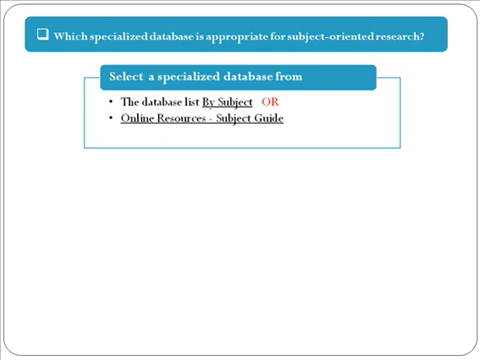 ❑ Which specialized database is appropriate for subject-oriented research?
Select a specialized database from
• The database list By Subject OR
• Online Resources - Subject Guide